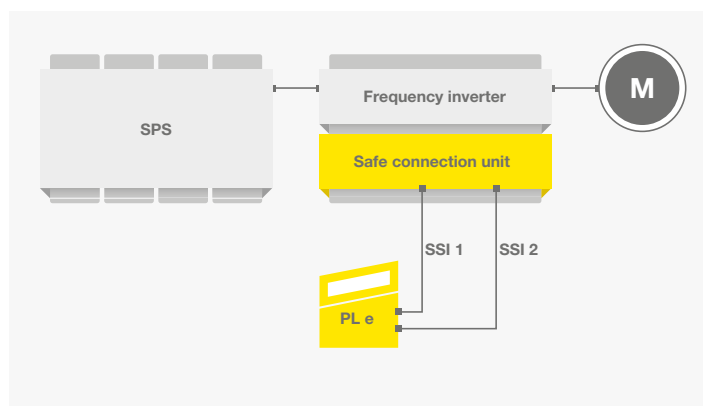 SPS
Frequency inverter
M
Safe connection unit
SSI 1
SSI 2
PL e